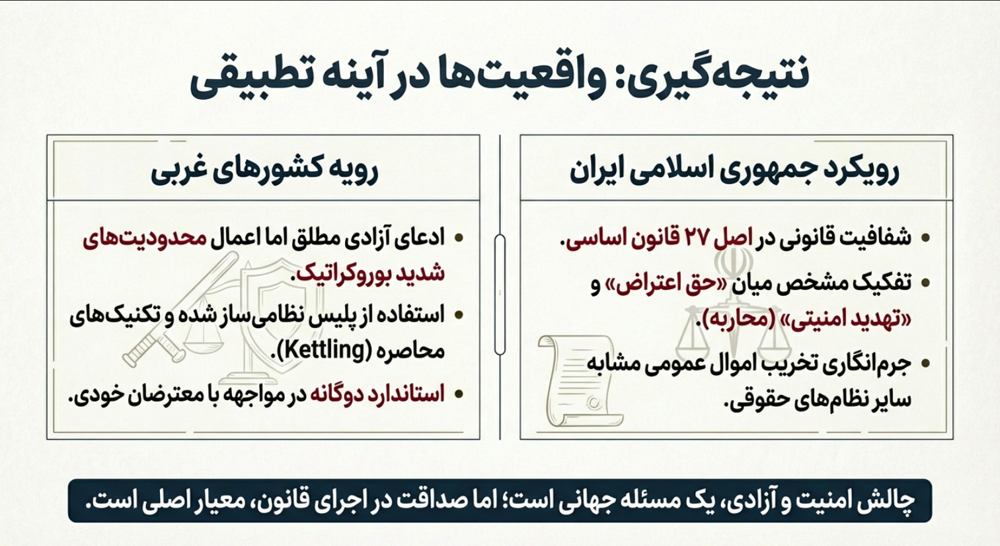 نتیجه‌گیری: واقعیت‌ها در آینه تطبیقی
رویکرد جمهوری اسلامی ایران
• شفافیت قانونی در اصل ۲۷ قانون اساسی.
• تفکیک مشخص میان «حق اعتراض» و
«تهدید امنیتی» (محاربه).
• جرم‌انگاری تخریب اموال عمومی مشابه
سایر نظام‌های حقوقی.
رویه کشورهای غربی
• ادعای آزادی مطلق اما اعمال محدودیت‌های
شدید بوروکراتیک.
• استفاده از پلیس نظامی‌ساز شده و تکنیک‌های
محاصره (Kettling).
• استاندارد دوگانه در مواجهه با معترضان خودی.
چالش امنیت و آزادی، یک مسئله جهانی است؛ اما صداقت در اجرای قانون، معیار اصلی است.